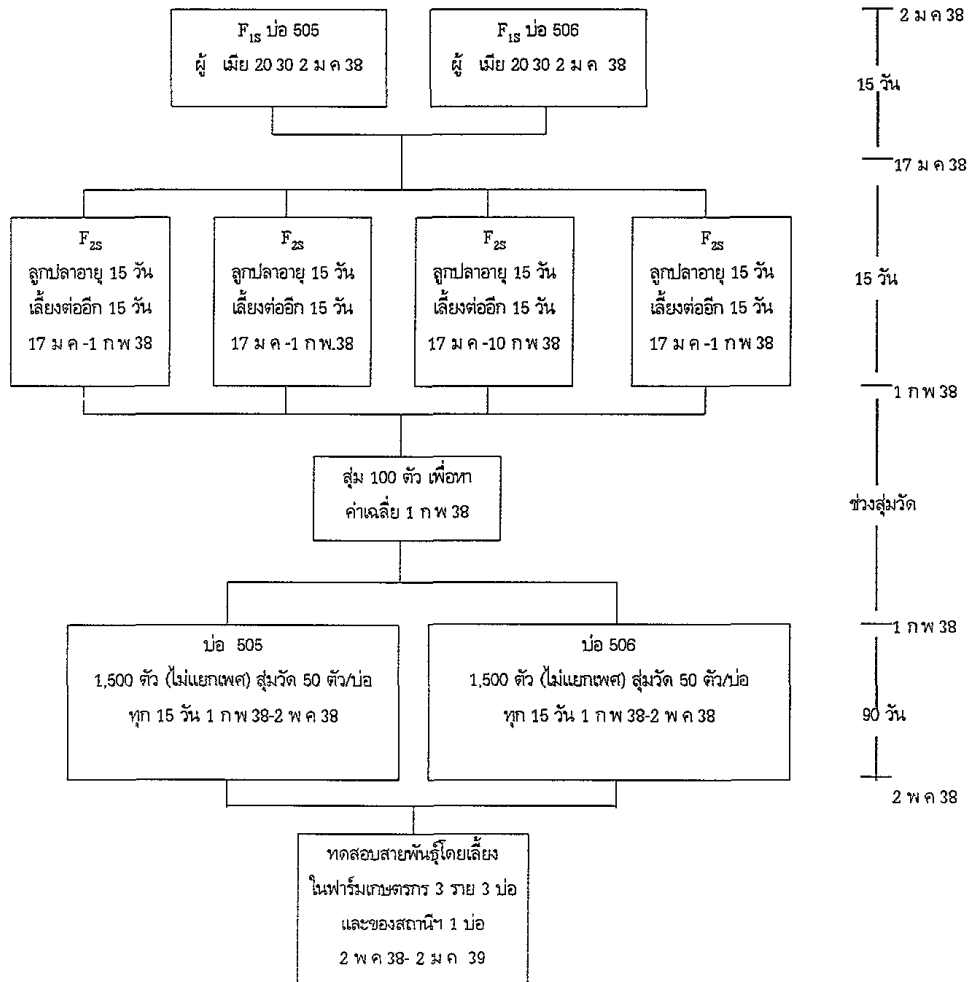 F1S บ่อ 505
ผู้ เมีย 20 30 2 ม ค 38
F1S บ่อ 506
ผู้ เมีย 20 30 2 ม ค 38
2 ม ค 38
15 วัน
17 ม ค 38
F2S
ลูกปลาอายุ 15 วัน
เลี้ยงต่ออีก 15 วัน
17 ม ค -1 ก พ 38
F2S
ลูกปลาอายุ 15 วัน
เลี้ยงต่ออีก 15 วัน
17 ม ค -1 ก พ.38
F2S
ลูกปลาอายุ 15 วัน
เลี้ยงต่ออีก 15 วัน
17 ม ค -10 ก พ 38
F2S
ลูกปลาอายุ 15 วัน
เลี้ยงต่ออีก 15 วัน
17 ม ค -1 ก พ 38
15 วัน
1 ก พ 38
สุ่ม 100 ตัว เพื่อหา
ค่าเฉลี่ย 1 ก พ 38
ช่วงสุ่มวัด
1 ก พ 38
บ่อ 505
1,500 ตัว (ไม่แยกเพศ) สุ่มวัด 50 ตัว/บ่อ
ทุก 15 วัน 1 ก พ 38-2 พ ค 38
บ่อ 506
1,500 ตัว (ไม่แยกเพศ) สุ่มวัด 50 ตัว/บ่อ
ทุก 15 วัน 1 ก พ 38-2 พ ค 38
90 วัน
2 พ ค 38
ทดสอบสายพันธุ์โดยเลี้ยง
ในฟาร์มเกษตรกร 3 ราย 3 บ่อ
และของสถานีฯ 1 บ่อ
2 พ ค 38- 2 ม ค 39